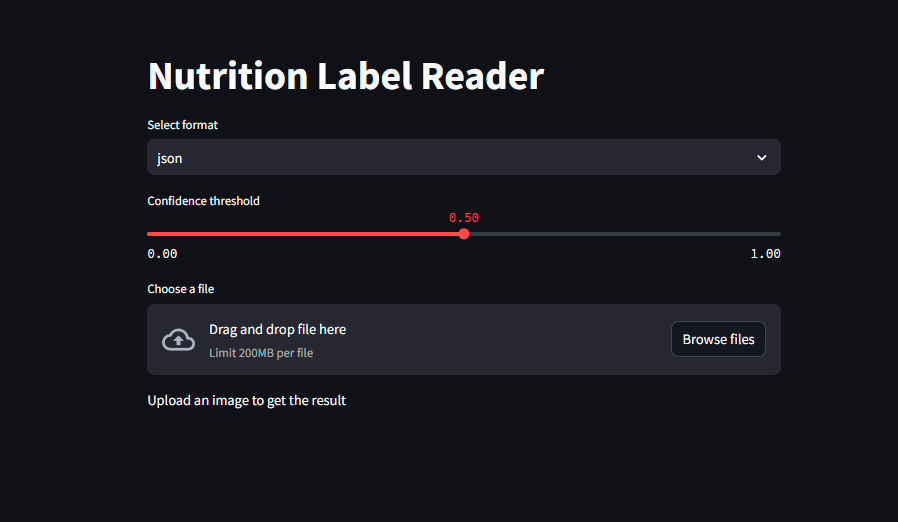 Nutrition Label Reader
Select format
json
Confidence threshold
0.50
0.00 1.00
Choose a file
Drag and drop file here
Limit 200MB per file
Browse files
Upload an image to get the result